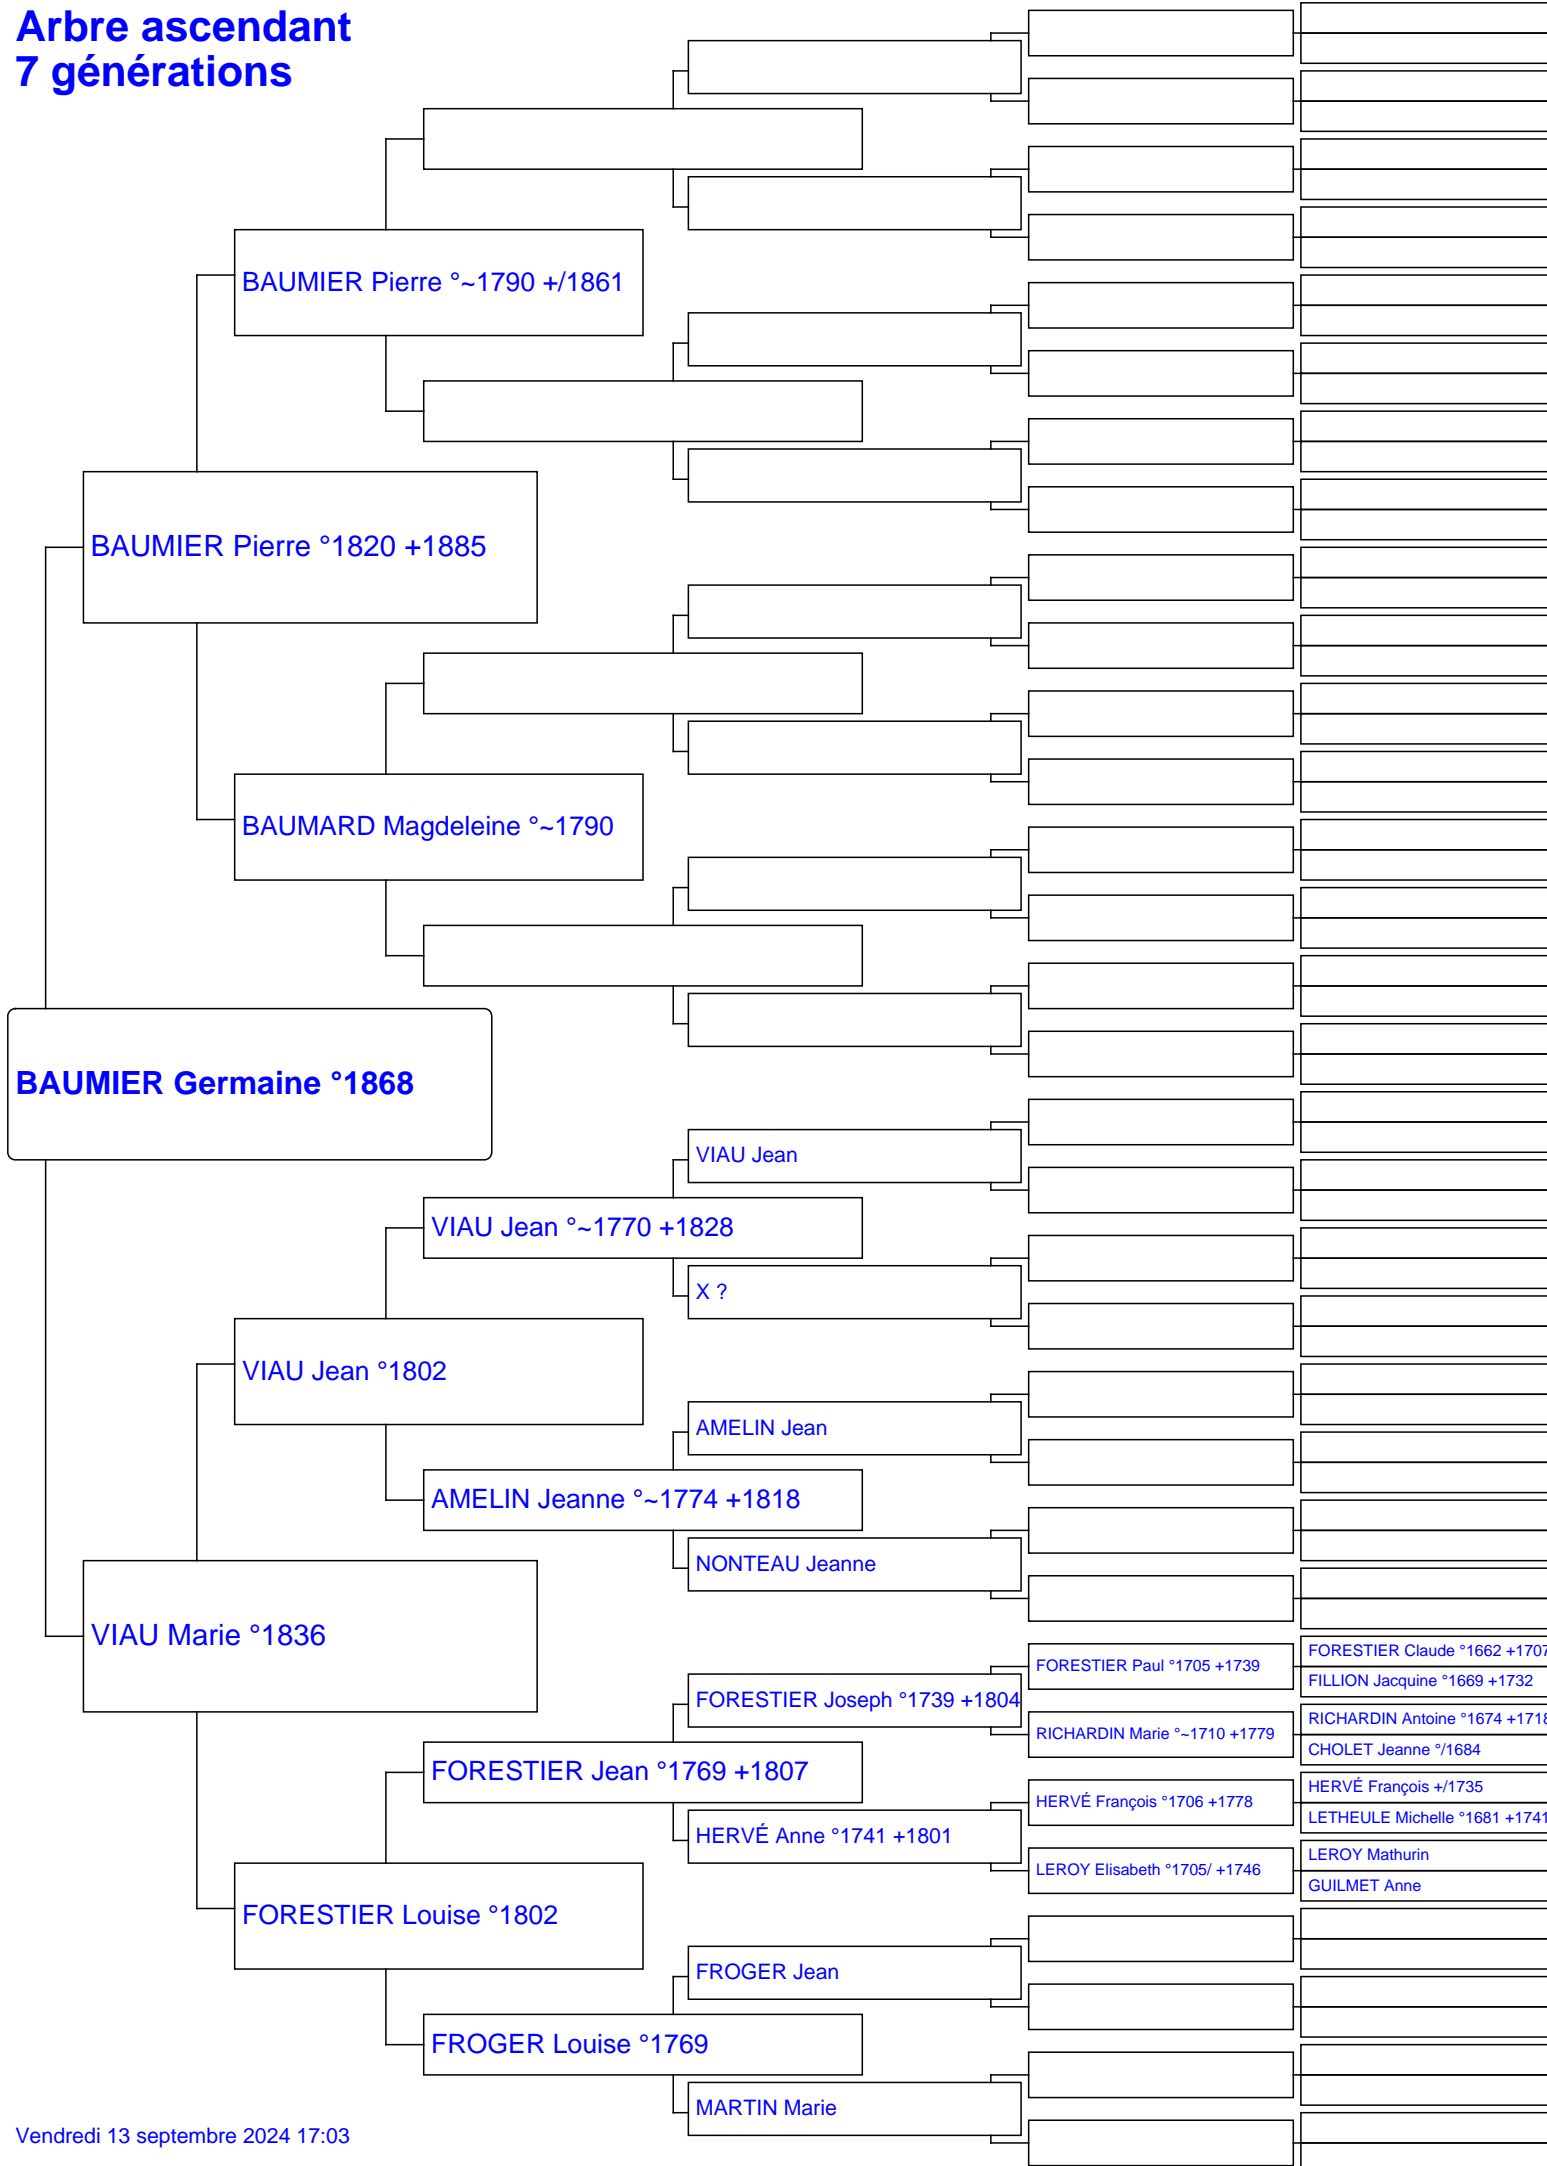 Arbre ascendant
7 générations
BAUMIER Pierre °~1790 +/1861
BAUMIER Pierre °1820 +1885
BAUMARD Magdeleine °~1790
BAUMIER Germaine °1868
VIAU Jean
VIAU Jean °~1770 +1828
X ?
VIAU Jean °1802
AMELIN Jean
AMELIN Jeanne °~1774 +1818
NONTEAU Jeanne
VIAU Marie °1836
FORESTIER Claude °1662 +1707
FORESTIER Paul °1705 +1739
FILLION Jacquine °1669 +1732
FORESTIER Joseph °1739 +1804
RICHARDIN Antoine °1674 +1718
RICHARDIN Marie °~1710 +1779
CHOLET Jeanne °/1684
FORESTIER Jean °1769 +1807
HERVÉ François +/1735
HERVÉ François °1706 +1778
LETHEULE Michelle °1681 +1741
HERVÉ Anne °1741 +1801
LEROY Mathurin
LEROY Elisabeth °1705/ +1746
GUILMET Anne
FORESTIER Louise °1802
FROGER Jean
FROGER Louise °1769
MARTIN Marie
Vendredi 13 septembre 2024 17:03